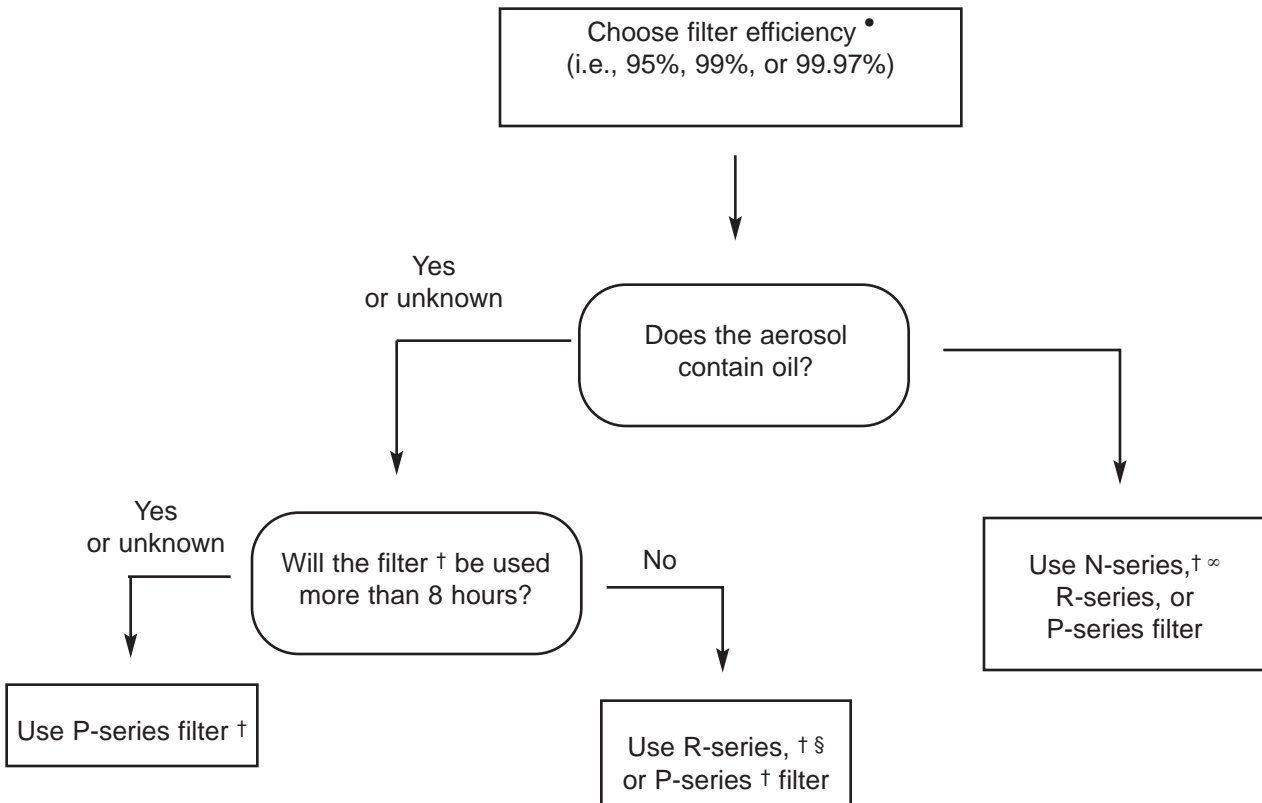 Choose filter efficiency •
(i.e., 95%, 99%, or 99.97%)
Yes
or unknown
Does the aerosol
contain oil?
Yes
or unknown
Will the filter † be used
more than 8 hours?
No
Use N-series,† ∞
R-series, or
P-series filter
Use P-series filter †
Use R-series, † §
or P-series † filter